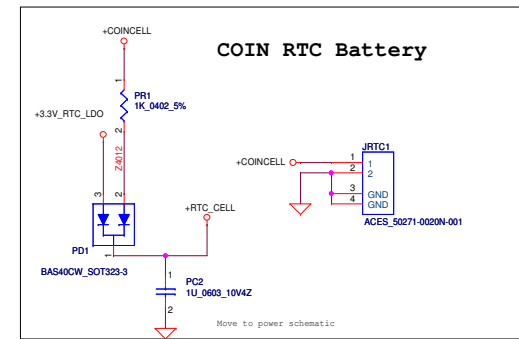 +COINCELL
COIN RTC Battery
1
PR1
1K_0402_5%
+3.3V_RTC_LDO
2
Z4012
3
2
JRTC1
+COINCELL
1
1
2
2
3
GND
4
GND
ACES_50271-0020N-001
+RTC_CELL
PD1
1
BAS40CW_SOT323-3
1
PC2
1U_0603_10V4Z
2
Move to power schematic